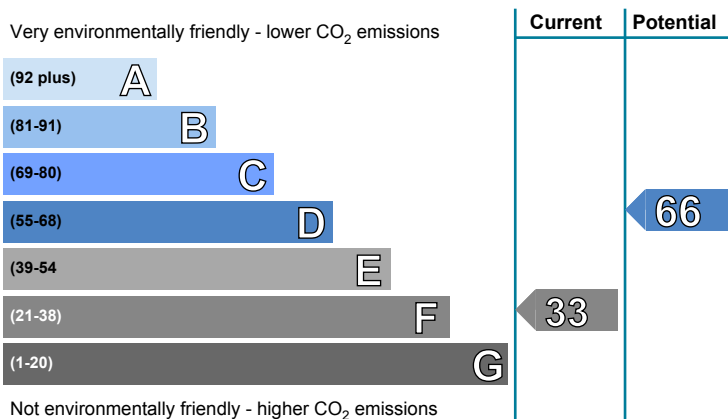 Current Potential
Very environmentally friendly - lower CO2 emissions
(92 plus) A
(81-91) B
(69-80) C
(55-68) D
66
(39-54 E
(21-38) F
33
(1-20) G
Not environmentally friendly - higher CO2 emissions